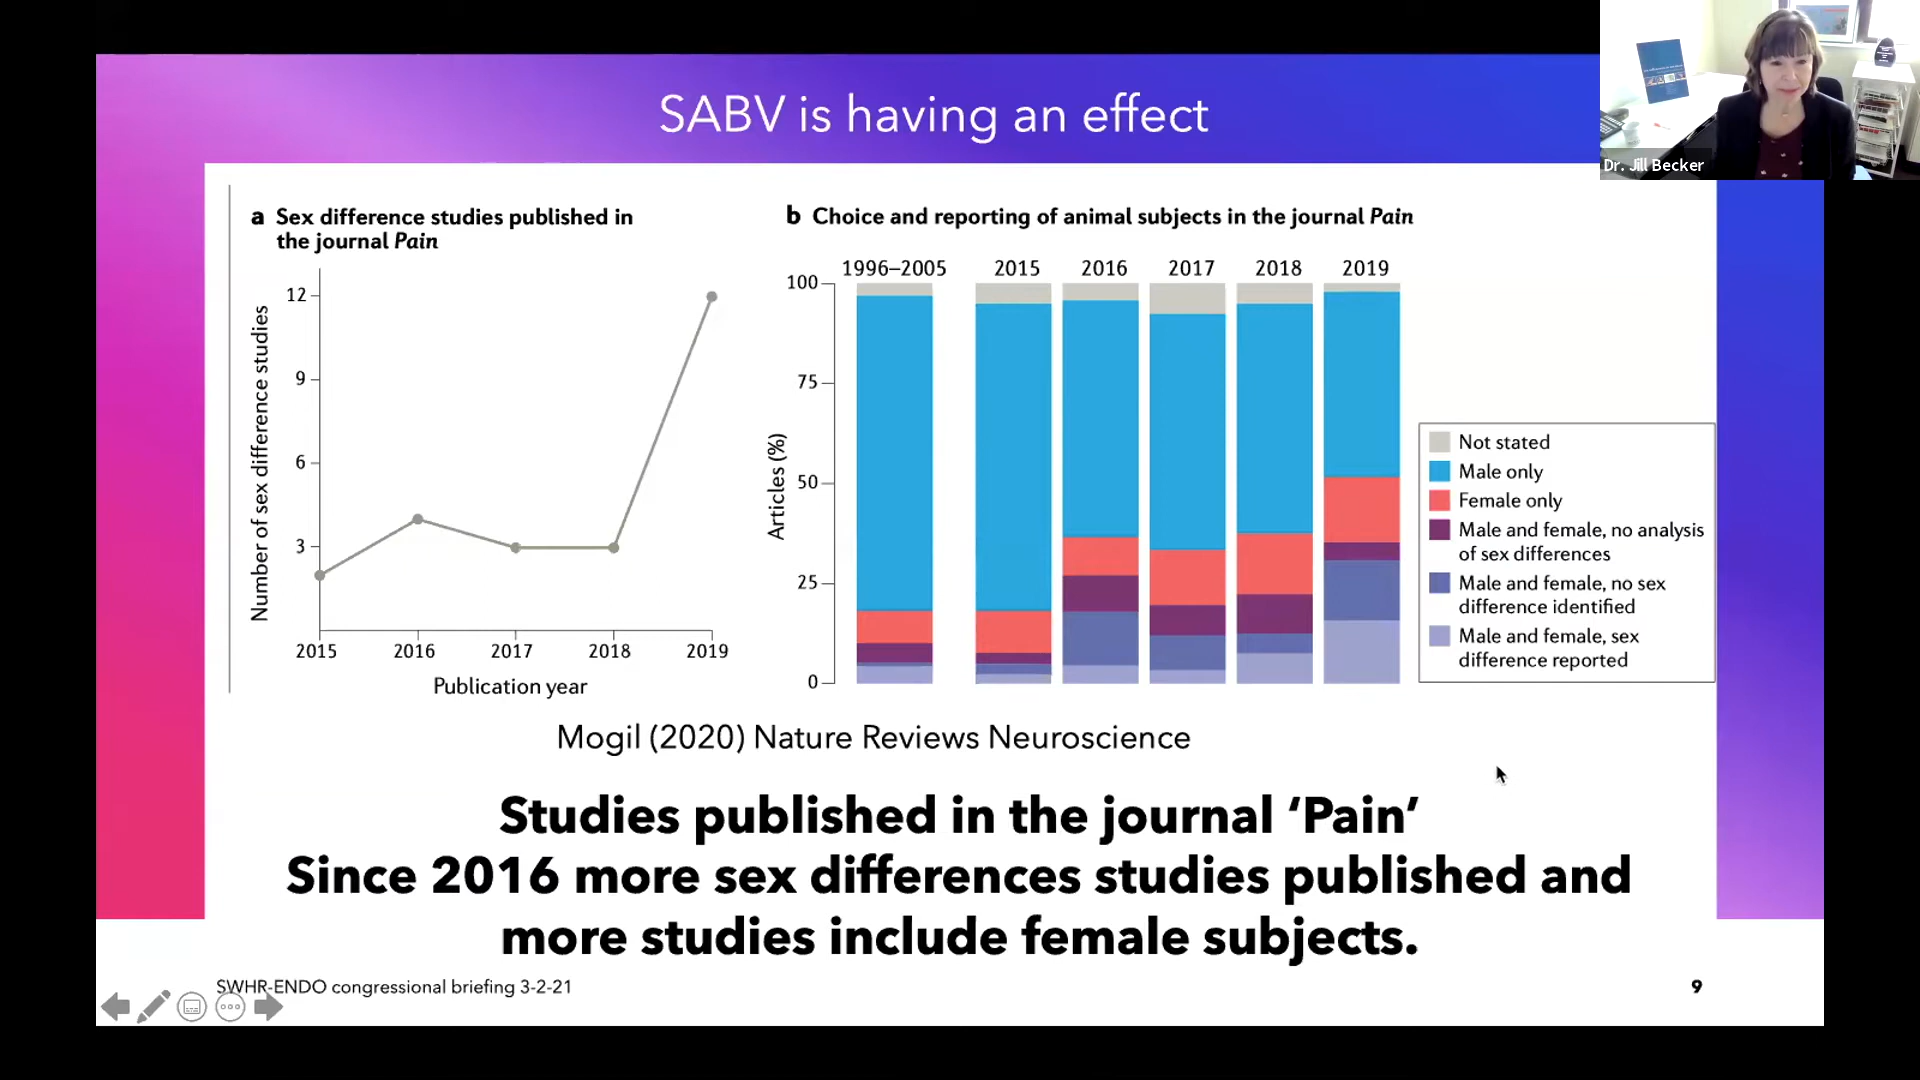 SABV is having an effect
Dr. Jill Becker
a Sex difference studies published in
the journal Pain
Number of sex difference studies
12
9
6
3
2015 2016 2017 2018 2019
Publication year
b Choice and reporting of animal subjects in the journal Pain
1996–2005 2015 2016 2017 2018 2019
Articles (%)
100
75
50
25
0
Not stated
Male only
Female only
Male and female, no analysis
of sex differences
Male and female, no sex
difference identified
Male and female, sex
difference reported
Mogil (2020) Nature Reviews Neuroscience
Studies published in the journal ‘Pain’
Since 2016 more sex differences studies published and
more studies include female subjects.
SWHR-ENDO congressional briefing 3-2-21
9